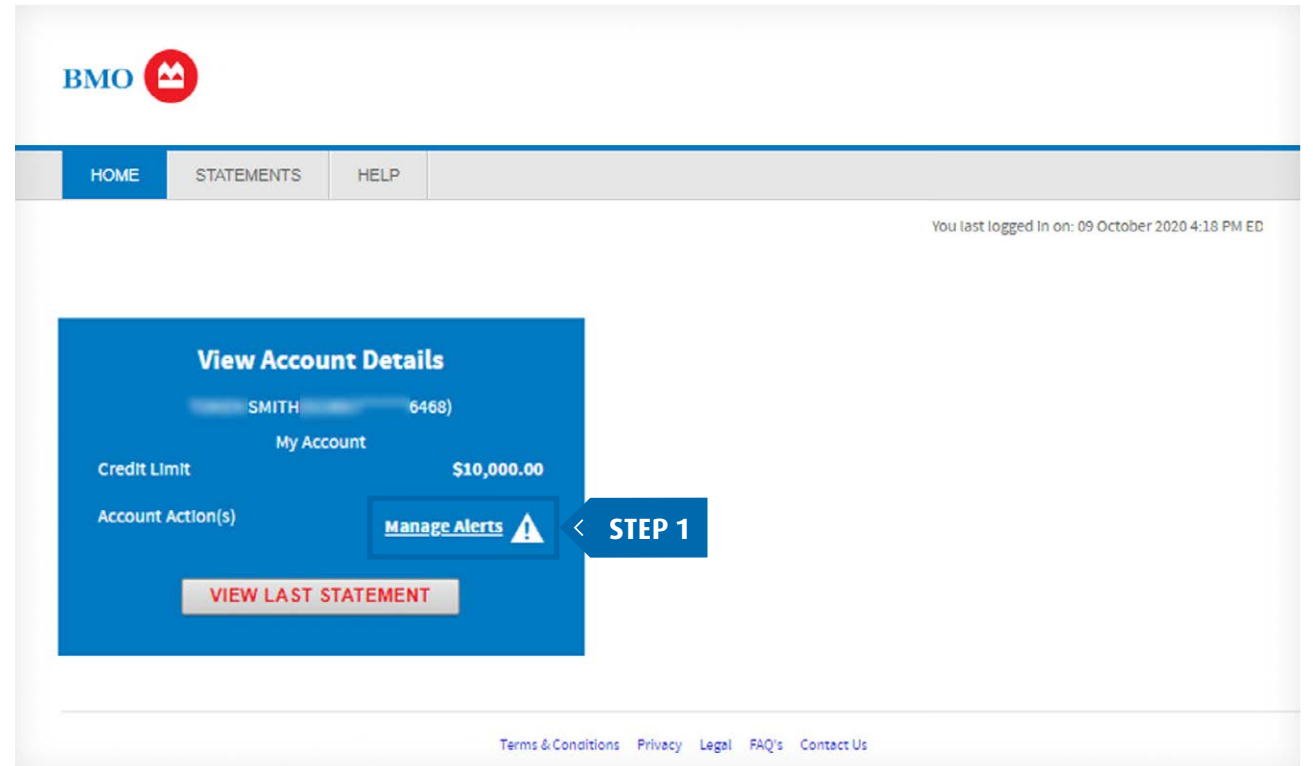 BMO
HOME STATEMENTS HELP
You last logged in on: 09 October 2020 4:18 PM ED
View Account Details
SMITH 6468)
My Account
Credit Limit $10,000.00
Account Action(s) Manage Alerts < STEP 1
VIEW LAST STATEMENT
Terms & Conditions Privacy Legal FAQ's Contact Us